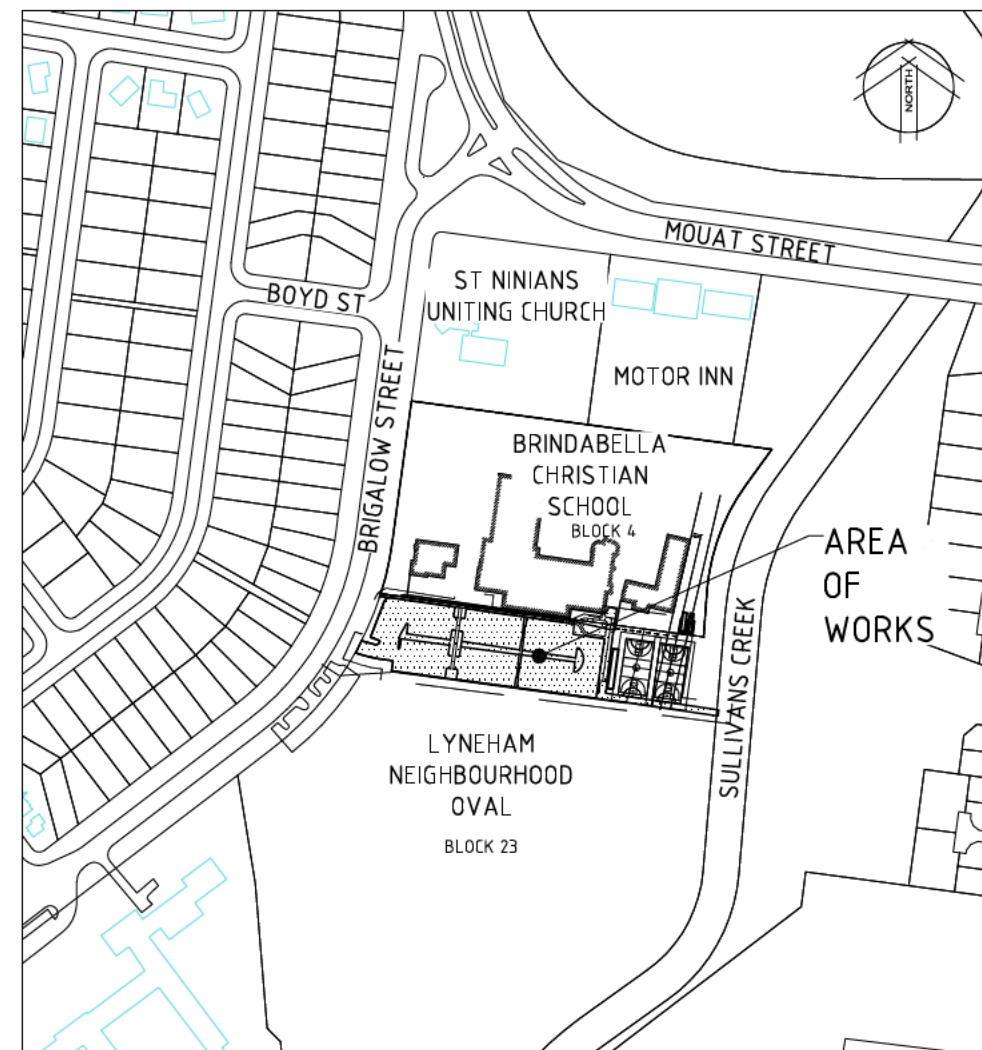 NORTH
MOUAT STREET
ST NINIANS
UNITING CHURCH
BOYD ST
MOTOR INN
BRIGALOW STREET
BRINDABELLA
CHRISTIAN
SCHOOL
BLOCK 4
AREA
OF
WORKS
SULLIVANS CREEK
LYNEHAM
NEIGHBOURHOOD
OVAL
BLOCK 23